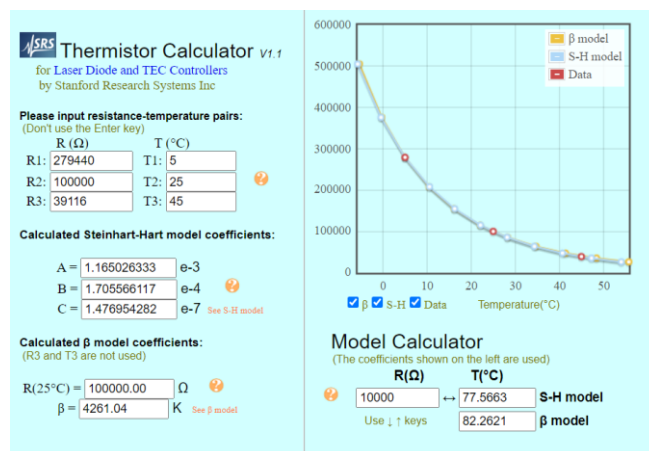 SRS Thermistor Calculator V1.1
for Laser Diode and TEC Controllers
by Stanford Research Systems Inc
Please input resistance-temperature pairs:
(Don't use the Enter key)
R (Ω) T (°C)
R1: 279440 T1: 5
R2: 100000 T2: 25 ?
R3: 39116 T3: 45
Calculated Steinhart-Hart model coefficients:
A = 1.165026333 e-3
B = 1.705566117 e-4 ?
C = 1.476954282 e-7 See S-H model
Calculated β model coefficients:
(R3 and T3 are not used)
R(25°C) = 100000.00 Ω ?
β = 4261.04 K See β model
600000
500000
400000
300000
200000
100000
0
β model
S-H model
Data
0 10 20 30 40 50
β S-H Data Temperature(°C)
Model Calculator
(The coefficients shown on the left are used)
R(Ω) T(°C)
? 10000 ↔ 77.5663 S-H model
Use ↓ ↑ keys 82.2621 β model